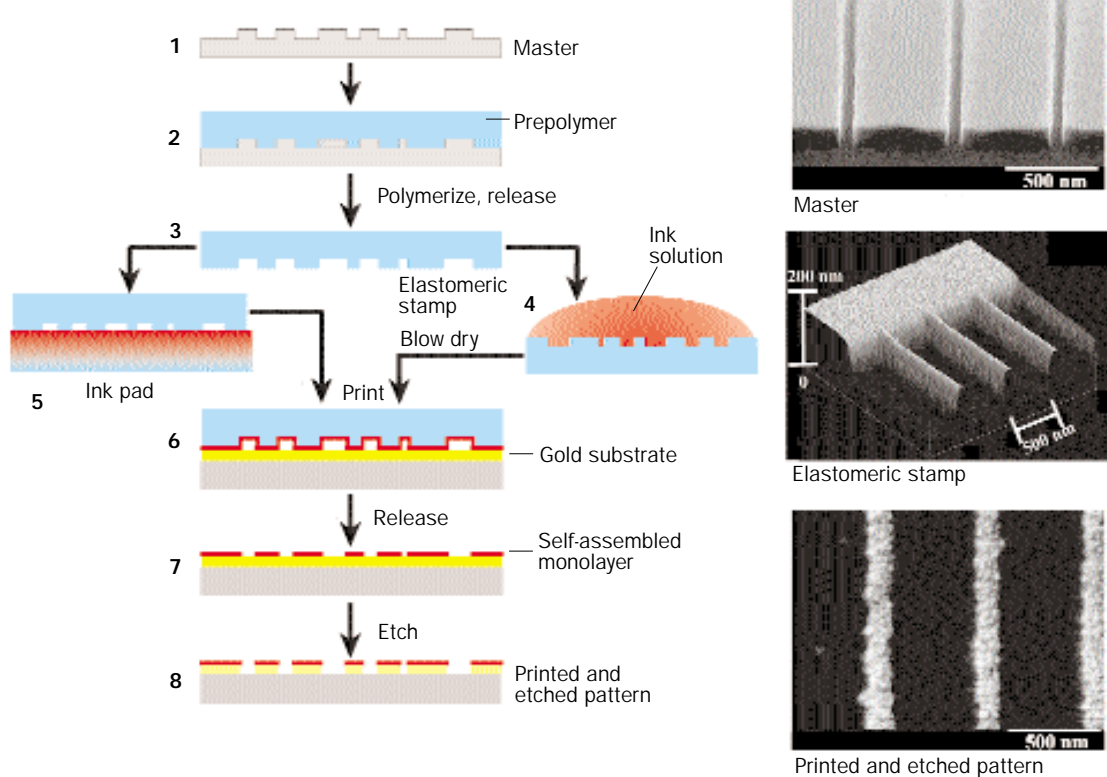 1
Master
2
Prepolymer
Polymerize, release
3
Elastomeric
stamp
Ink
solution
4
Blow dry
Ink pad
5
Print
6
Gold substrate
Release
7
Self-assembled
monolayer
Etch
8
Printed and
etched pattern
500 nm
Master
200 nm
0
500 nm
Elastomeric stamp
500 nm
Printed and etched pattern